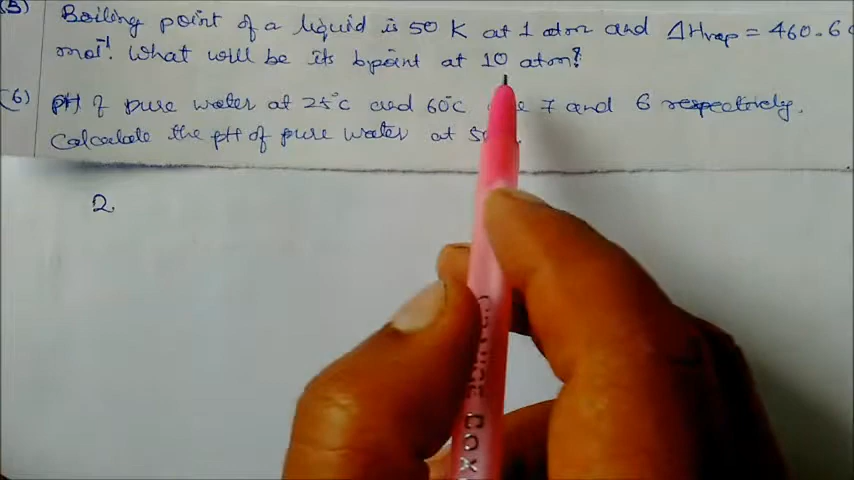 (5) Boiling point of a liquid is 50 K at 1 atm and ΔHvap = 460.6
mol⁻¹. What will be its b.point at 10 atm?
(6) pH of pure water at 25°C and 60°C 7 and 6 respectively.
Calculate the pH of pure water at
2.